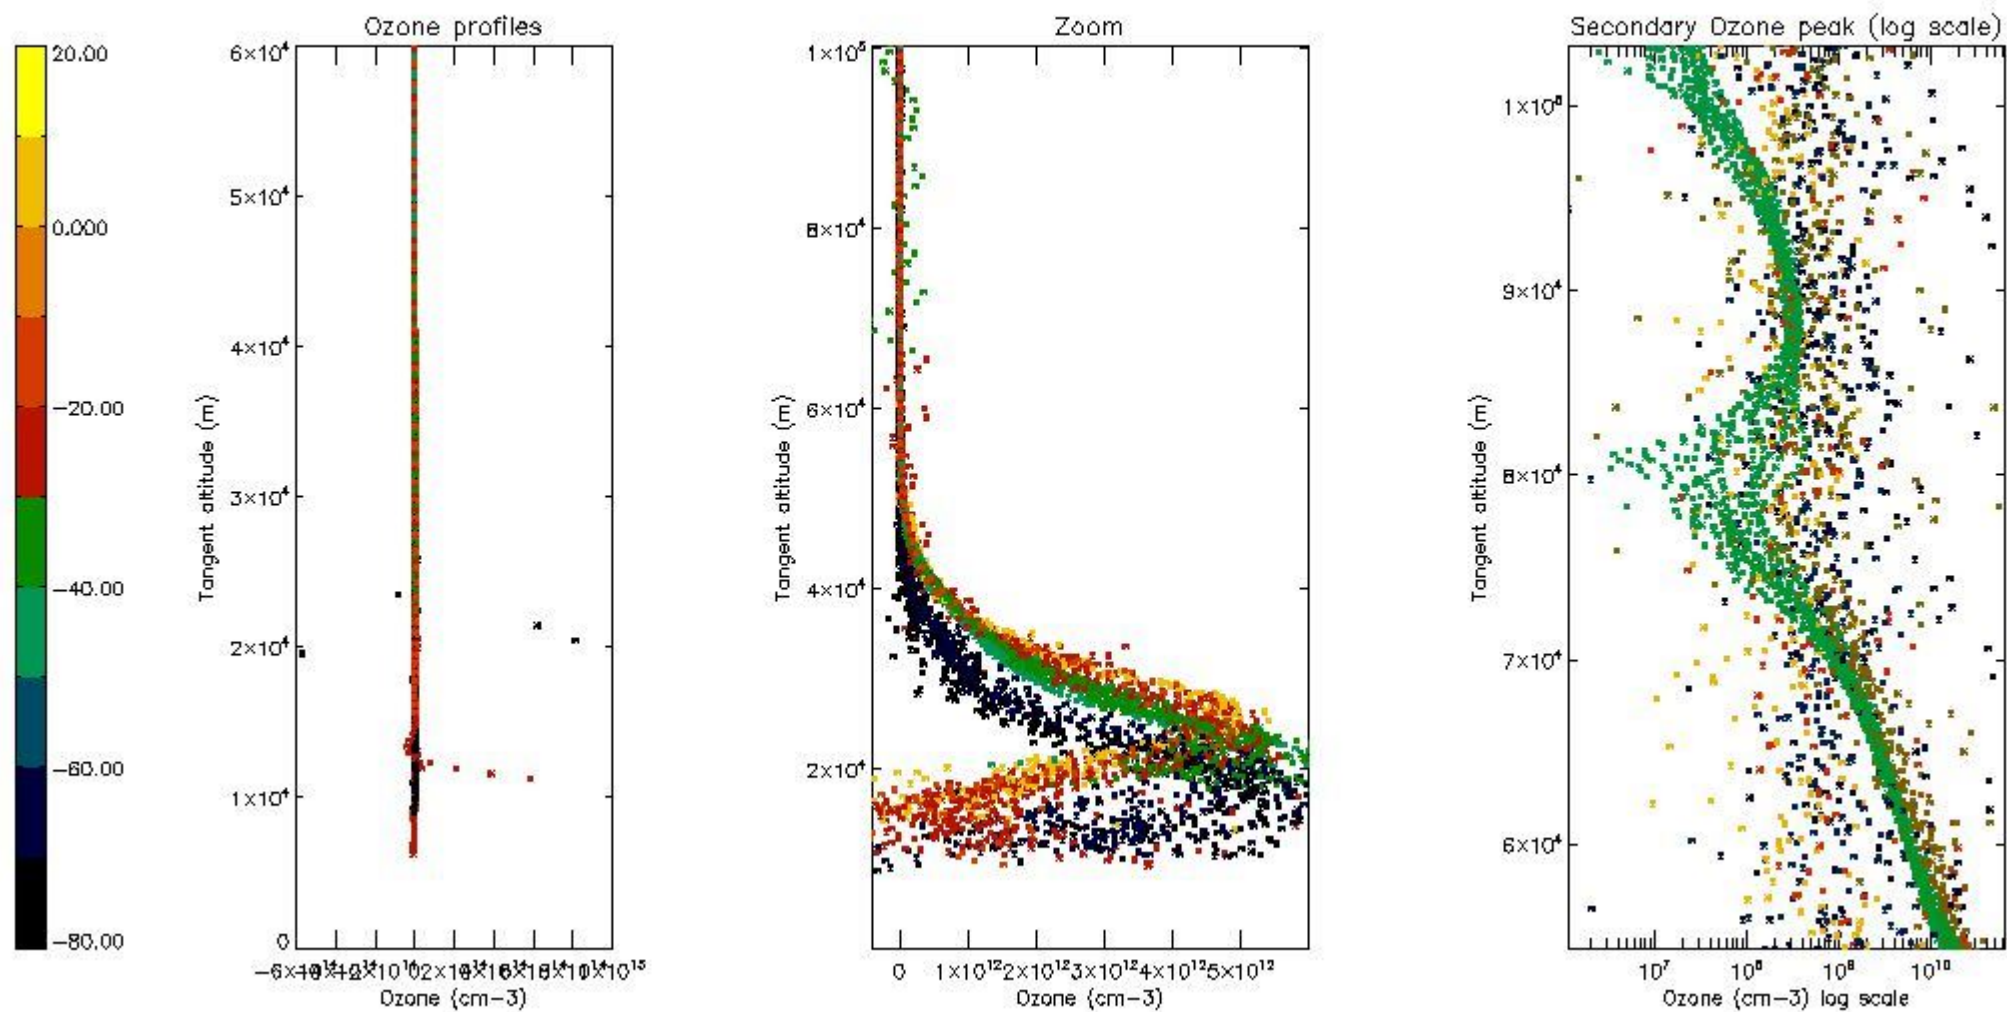 Ozone profiles
Zoom
Secondary Ozone peak (log scale)
20.00
0.000
−20.00
−40.00
−60.00
−80.00
6×10⁴
5×10⁴
4×10⁴
3×10⁴
2×10⁴
1×10⁴
0
Tangent altitude (m)
Ozone (cm−3)
1×10⁵
8×10⁴
6×10⁴
4×10⁴
2×10⁴
Tangent altitude (m)
0 1×10¹² 2×10¹² 3×10¹² 4×10¹² 5×10¹²
Ozone (cm−3)
9×10⁴
8×10⁴
7×10⁴
6×10⁴
Tangent altitude (m)
10⁷ 10⁸ 10⁹ 10¹⁰
Ozone (cm−3) log scale